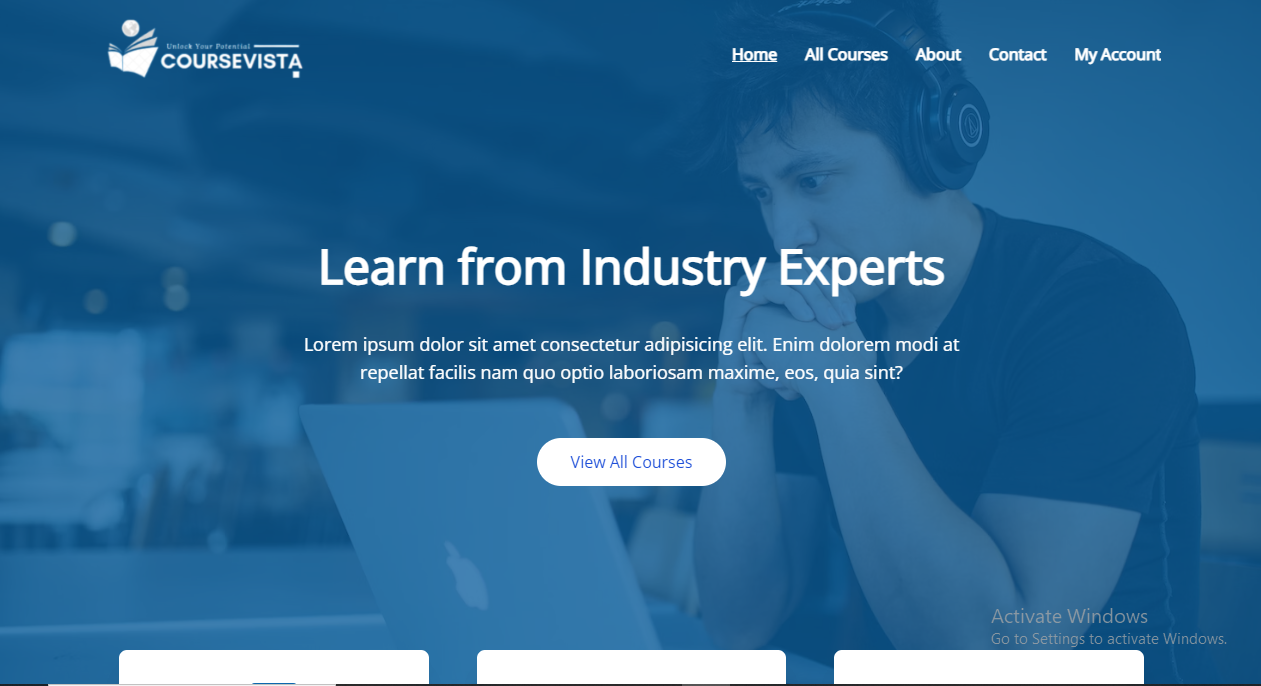 Unlock Your Potential
COURSEVISTA
Home All Courses About Contact My Account
Learn from Industry Experts
Lorem ipsum dolor sit amet consectetur adipisicing elit. Enim dolorem modi at
repellat facilis nam quo optio laboriosam maxime, eos, quia sint?
View All Courses
Activate Windows
Go to Settings to activate Windows.